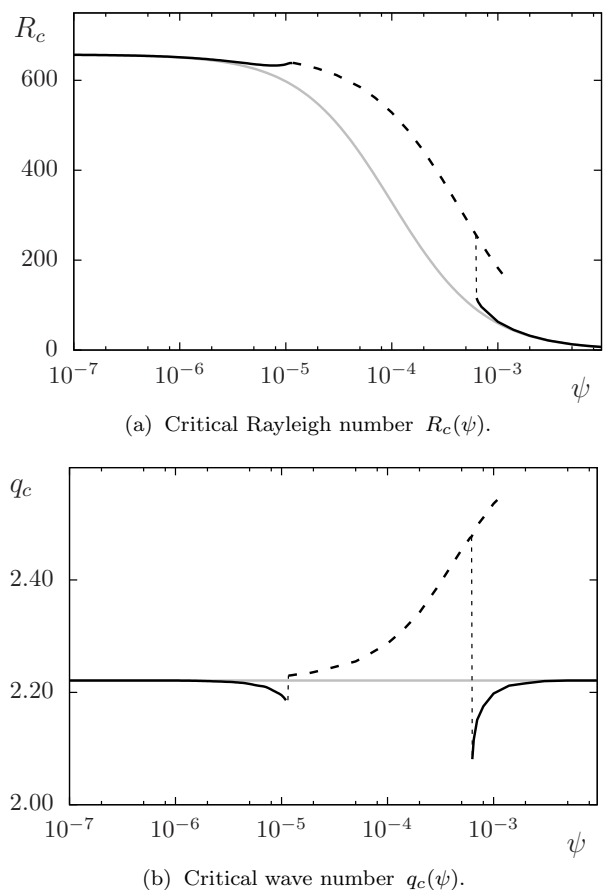 R_c
600
400
200
0
10^{-7} 10^{-6} 10^{-5} 10^{-4} 10^{-3} ψ
(a) Critical Rayleigh number R_c(ψ).
q_c
2.40
2.20
2.00
10^{-7} 10^{-6} 10^{-5} 10^{-4} 10^{-3} ψ
(b) Critical wave number q_c(ψ).